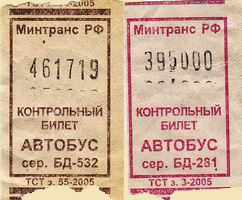 Минтранс РФ
461719
КОНТРОЛЬНЫЙ
БИЛЕТ
АВТОБУС
сер. БД-532
ТСТ з. 55-2005
Минтранс РФ
395000
КОНТРОЛЬНЫЙ
БИЛЕТ
АВТОБУС
сер. БД-281
ТСТ з. 3-2005